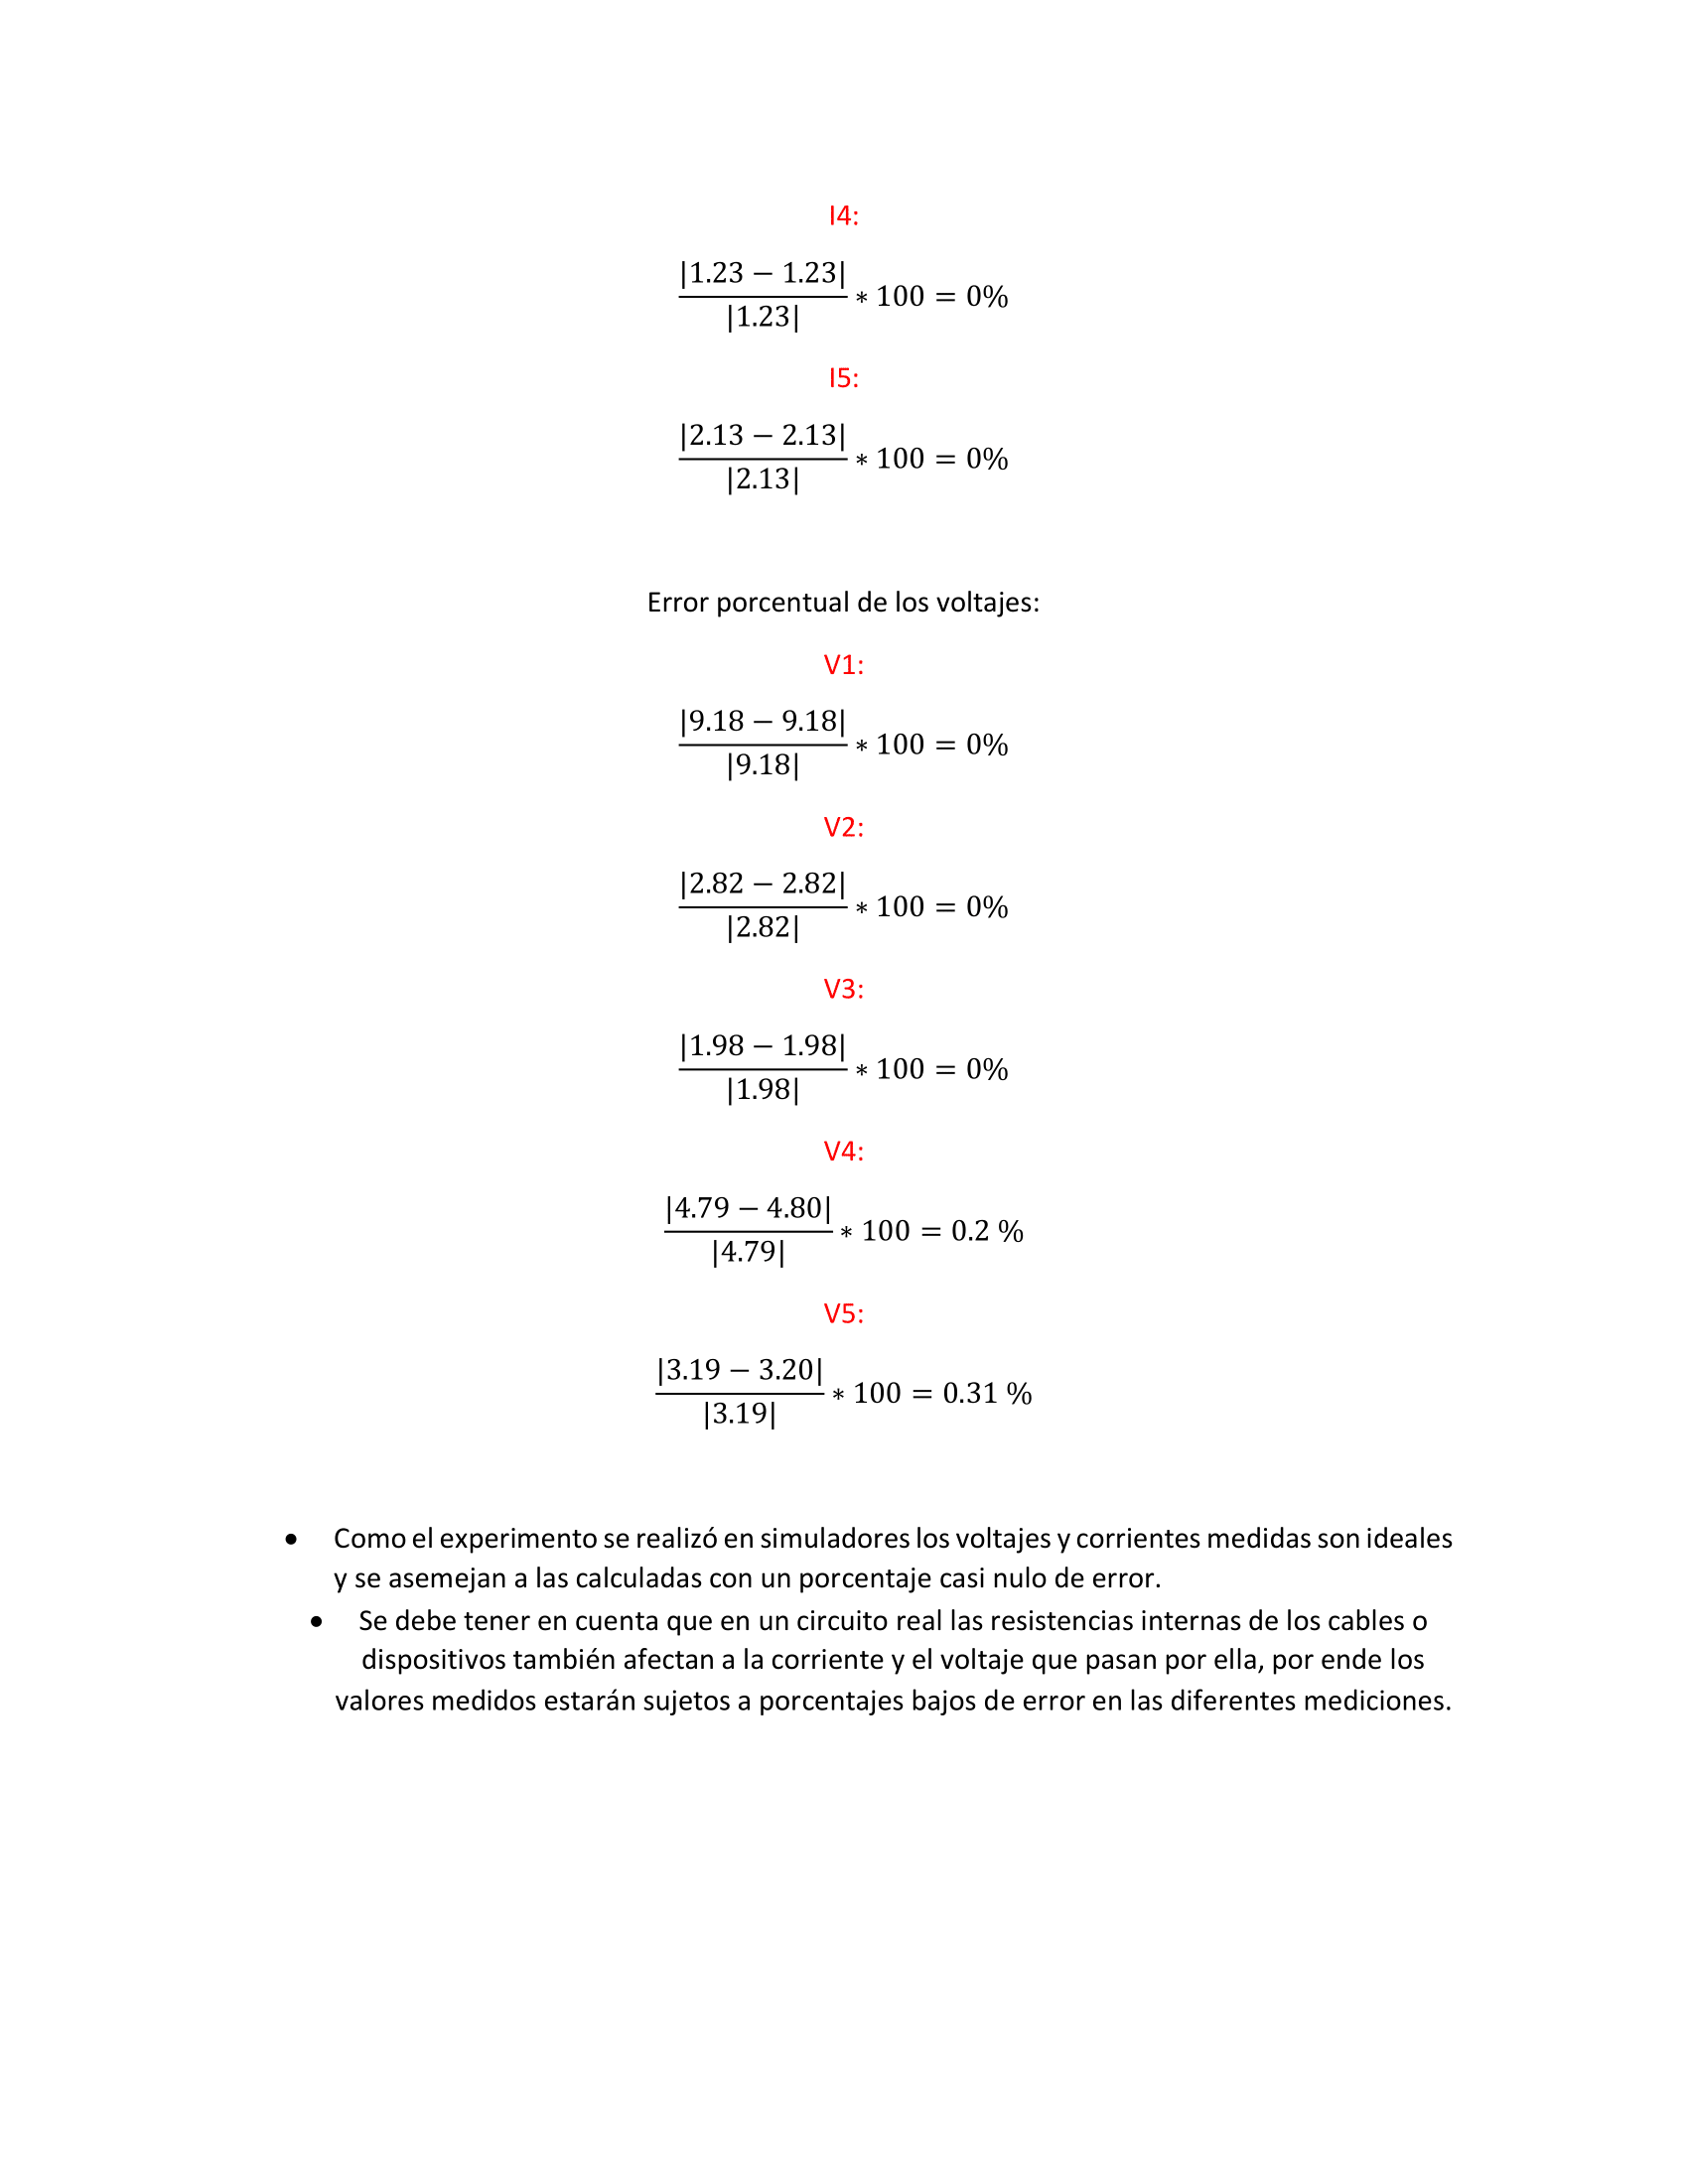 I4:
|1.23 − 1.23|
|1.23|
∗ 100 = 0%
I5:
|2.13 − 2.13|
|2.13|
∗ 100 = 0%
Error porcentual de los voltajes:
V1:
|9.18 − 9.18|
|9.18|
∗ 100 = 0%
V2:
|2.82 − 2.82|
|2.82|
∗ 100 = 0%
V3:
|1.98 − 1.98|
|1.98|
∗ 100 = 0%
V4:
|4.79 − 4.80|
|4.79|
∗ 100 = 0.2 %
V5:
|3.19 − 3.20|
|3.19|
∗ 100 = 0.31 %
• Como el experimento se realizó en simuladores los voltajes y corrientes medidas son ideales
y se asemejan a las calculadas con un porcentaje casi nulo de error.
• Se debe tener en cuenta que en un circuito real las resistencias internas de los cables o
dispositivos también afectan a la corriente y el voltaje que pasan por ella, por ende los
valores medidos estarán sujetos a porcentajes bajos de error en las diferentes mediciones.